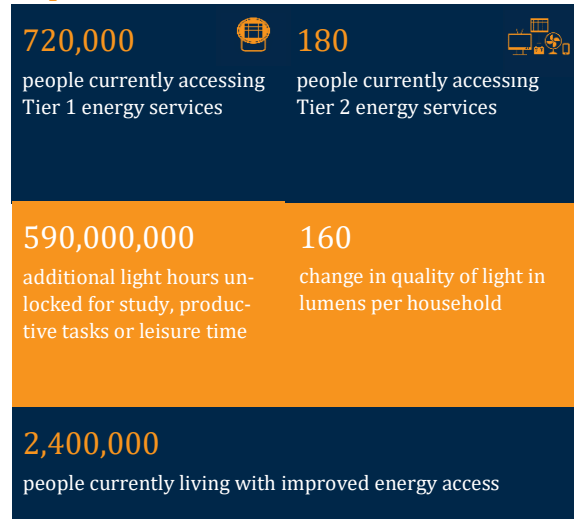 720,000
people currently accessing
Tier 1 energy services
180
people currently accessing
Tier 2 energy services
590,000,000
additional light hours un-
locked for study, produc-
tive tasks or leisure time
160
change in quality of light in
lumens per household
2,400,000
people currently living with improved energy access